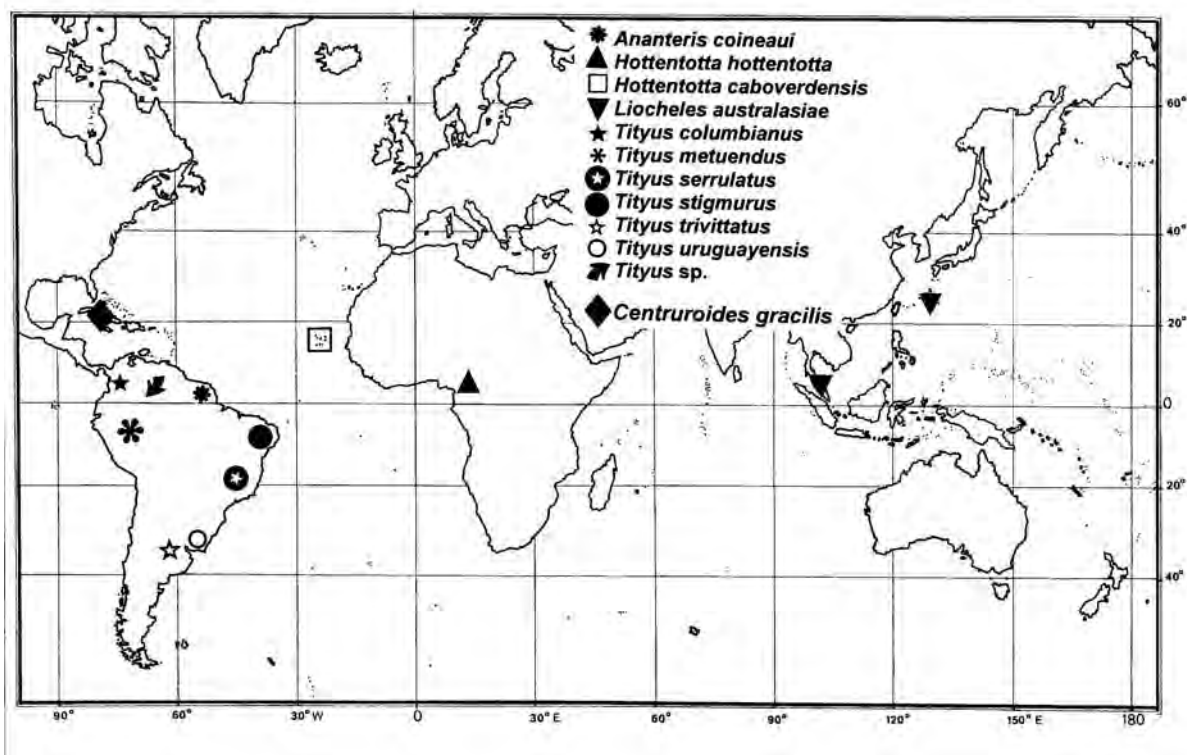 Ananteris coineaui
Hottentotta hottentotta
Hottentotta caboverdensis
Liocheles australasiae
Tityus columbianus
Tityus metuendus
Tityus serrulatus
Tityus stigmurus
Tityus trivittatus
Tityus uruguayensis
Tityus sp.
Centruroides gracilis
60°
40°
20°
0
20°
40°
90° 60° 30° W 0 30° E 60° 90° 120° 150° E 180